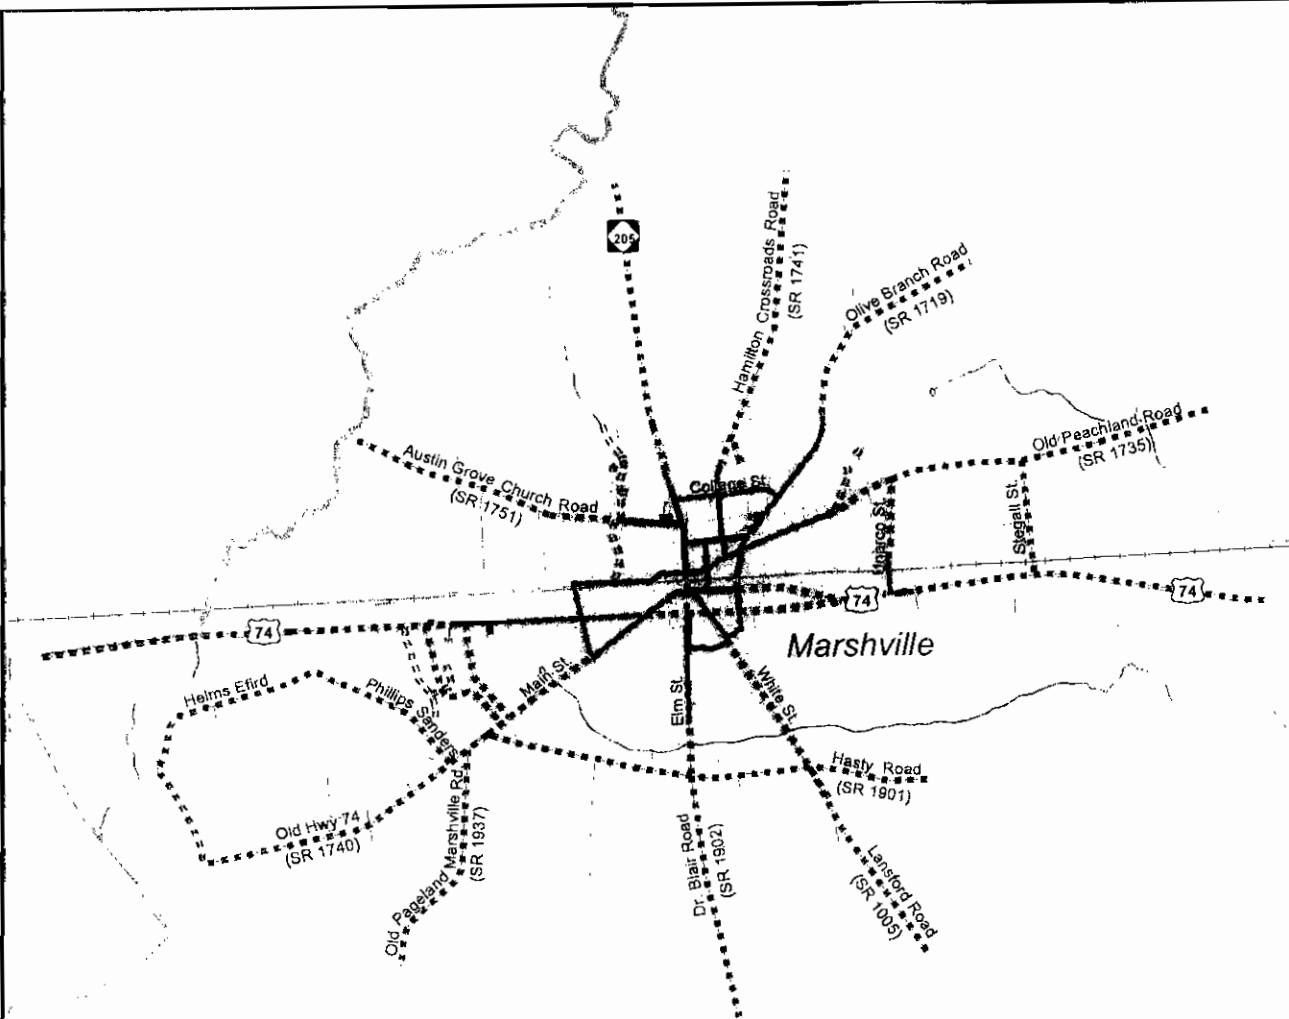 205
Hamilton Crossroads Road
(SR 1741)
Olive Branch Road
(SR 1719)
Old Peachland Road
(SR 1735)
Austin Grove Church Road
(SR 1751)
College St.
Stegall St.
74
74
74
Marshville
Helms Efird
Phillips
Sanders
Main St.
Elm St.
White St.
Hasty Road
(SR 1901)
Old Hwy 74
(SR 1740)
Old Pageland Marshville Rd
(SR 1937)
Dr. Blair Road
(SR 1902)
Lansford Road
(SR 1005)